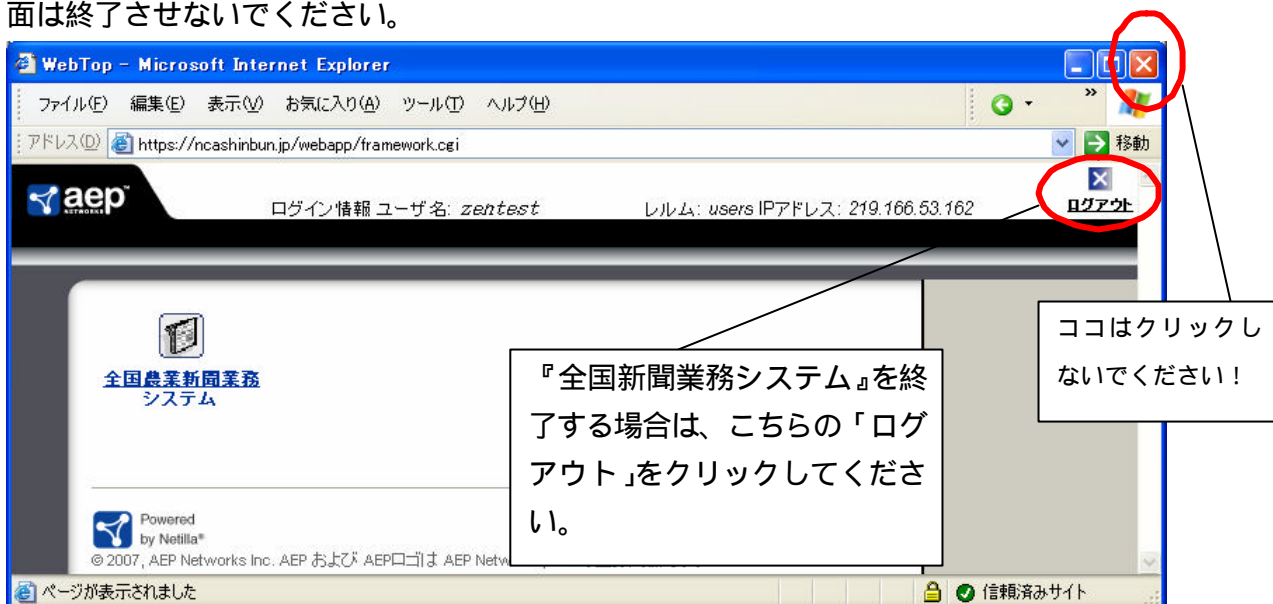 面は終了させないでください。
WebTop - Microsoft Internet Explorer
ファイル(F) 編集(E) 表示(V) お気に入り(A) ツール(T) ヘルプ(H) »
アドレス(D) https://ncashinbun.jp/webapp/framework.cgi 移動
aep™
NETWORKS
ログイン情報 ユーザ名: zentest レルム: users IPアドレス: 219.166.53.162 ログアウト
全国農業新聞業務
システム
『全国新聞業務システム』を終
了する場合は、こちらの「ログ
アウト」をクリックしてくださ
い。
ココはクリックし
ないでください!
Powered
by Netilla®
© 2007, AEP Networks Inc. AEP および AEPロゴは AEP
ページが表示されました 信頼済みサイト